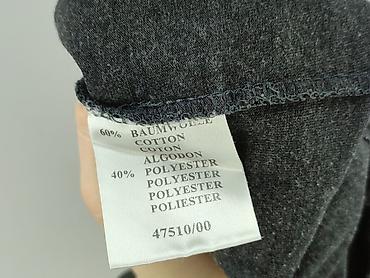 60% BAUMWOLLE
COTTON
COTON
ALGODON
40% POLYESTER
POLYESTER
POLYESTER
POLIESTER
47510/00